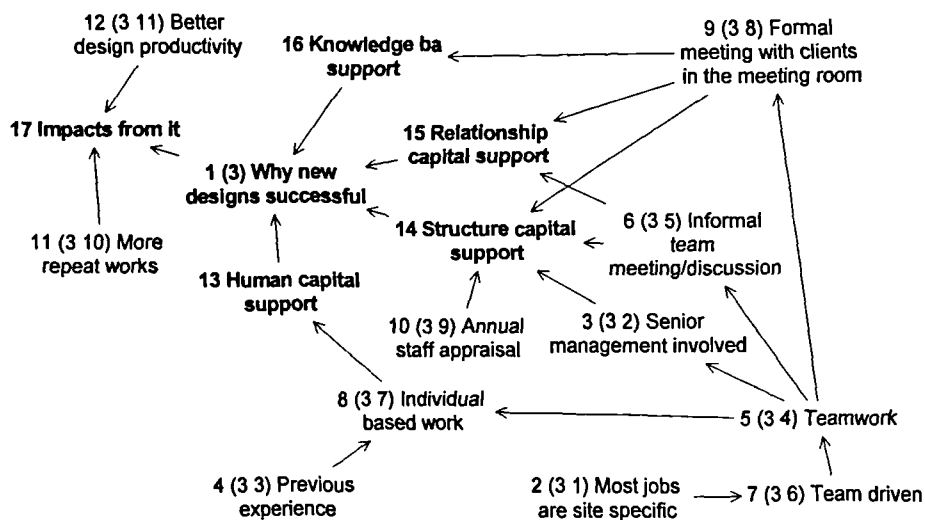 12 (3 11) Better
design productivity
16 Knowledge ba
support
9 (3 8) Formal
meeting with clients
in the meeting room
17 Impacts from it
15 Relationship
capital support
1 (3) Why new
designs successful
14 Structure capital
support
6 (3 5) Informal
team
meeting/discussion
11 (3 10) More
repeat works
13 Human capital
support
10 (3 9) Annual
staff appraisal
3 (3 2) Senior
management involved
8 (3 7) Individual
based work
5 (3 4) Teamwork
4 (3 3) Previous
experience
2 (3 1) Most jobs
are site specific
7 (3 6) Team driven